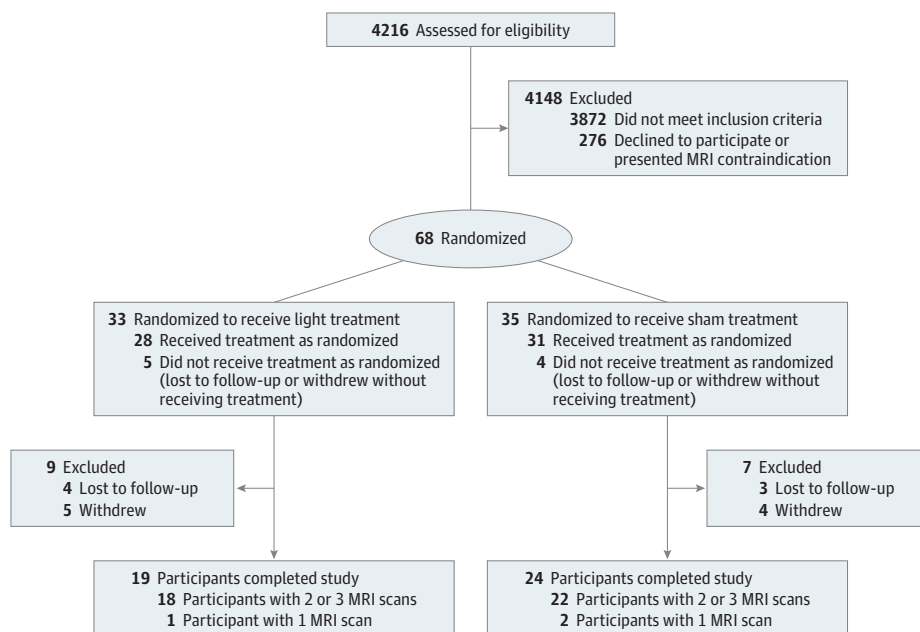 4216 Assessed for eligibility
4148 Excluded
3872 Did not meet inclusion criteria
276 Declined to participate or
presented MRI contraindication
68 Randomized
33 Randomized to receive light treatment
28 Received treatment as randomized
5 Did not receive treatment as randomized
(lost to follow-up or withdrew without
receiving treatment)
35 Randomized to receive sham treatment
31 Received treatment as randomized
4 Did not receive treatment as randomized
(lost to follow-up or withdrew without
receiving treatment)
9 Excluded
4 Lost to follow-up
5 Withdrew
7 Excluded
3 Lost to follow-up
4 Withdrew
19 Participants completed study
18 Participants with 2 or 3 MRI scans
1 Participant with 1 MRI scan
24 Participants completed study
22 Participants with 2 or 3 MRI scans
2 Participants with 1 MRI scan